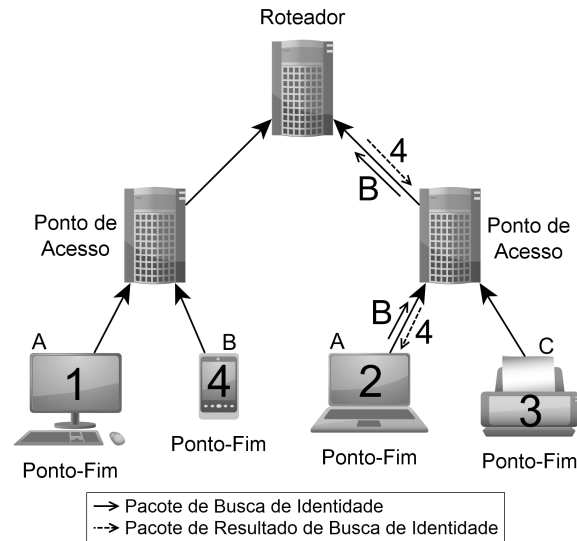 Roteador
4
B
Ponto de
Acesso
Ponto de
Acesso
B
4
A
1
B
4
A
2
C
3
Ponto-Fim
Ponto-Fim
Ponto-Fim
Ponto-Fim
Pacote de Busca de Identidade
Pacote de Resultado de Busca de Identidade